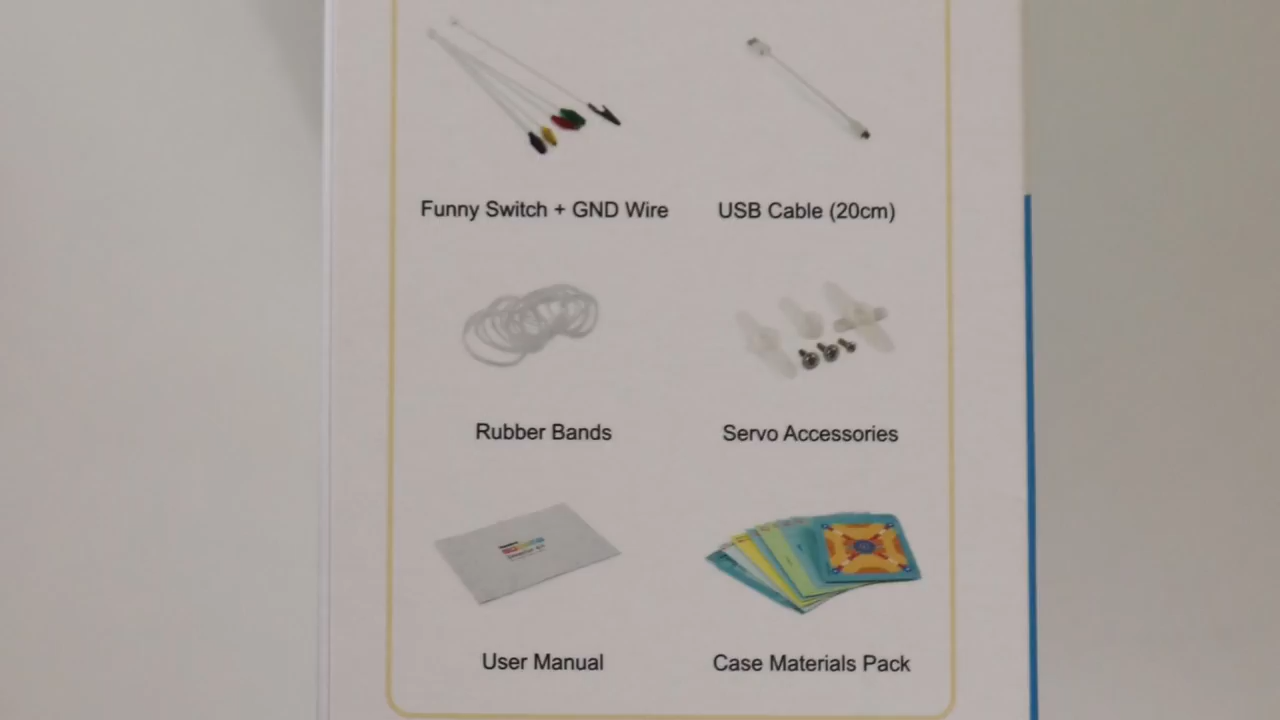 Funny Switch + GND Wire
USB Cable (20cm)
Rubber Bands
Servo Accessories
User Manual
Case Materials Pack